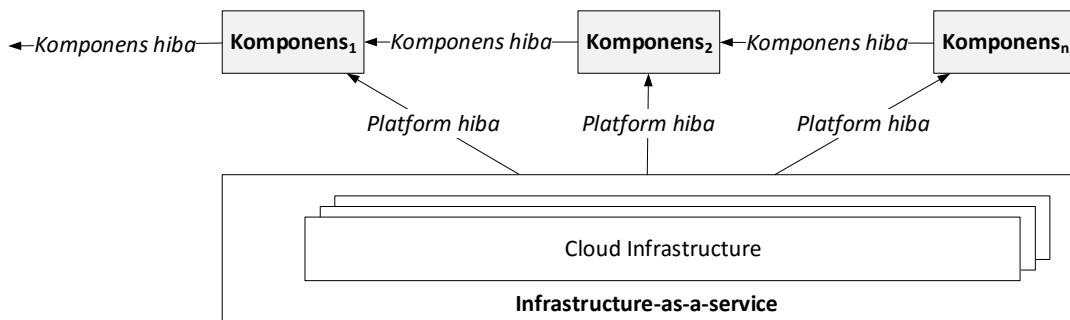 Komponens hiba
Komponens₁
Komponens hiba
Komponens₂
Komponens hiba
Komponensₙ
Platform hiba
Platform hiba
Platform hiba
Cloud Infrastructure
Infrastructure-as-a-service